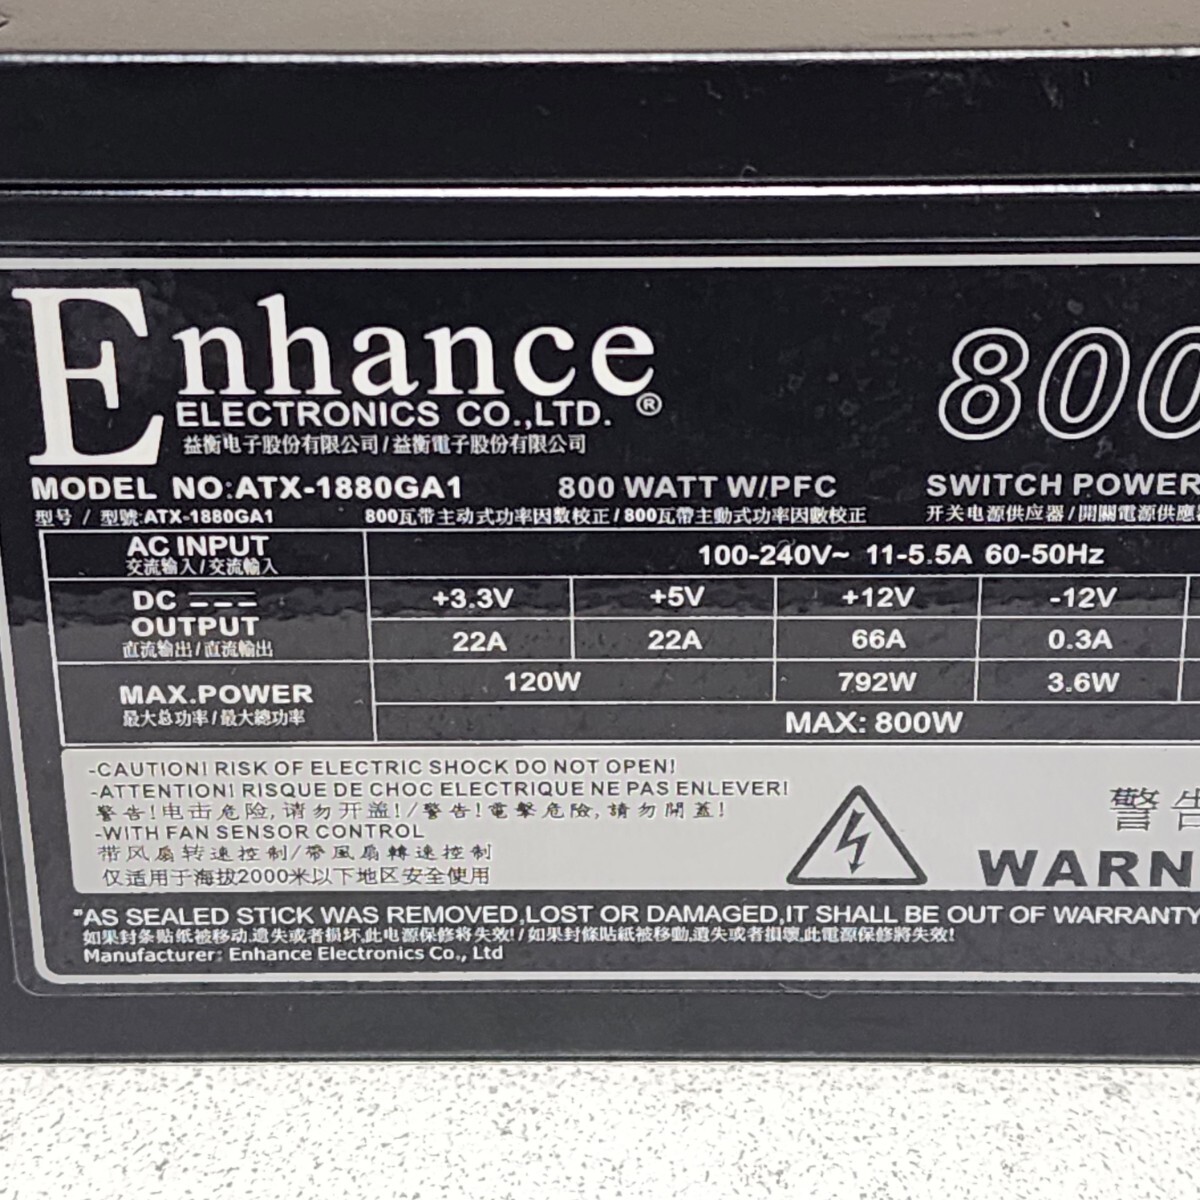 Enhance
ELECTRONICS CO.,LTD. ®
益衡电子股份有限公司/益衡電子股份有限公司
800
MODEL NO:ATX-1880GA1 800 WATT W/PFC SWITCH POWER
型号 / 型號:ATX-1880GA1 800瓦带主动式功率因数校正/800瓦帶主動式功率因數校正 开关电源供应器/開關電源供應
AC INPUT 100-240V~ 11-5.5A 60-50Hz
交流输入/交流輸入
DC +3.3V +5V +12V -12V
OUTPUT 22A 22A 66A 0.3A
直流输出/直流輸出
MAX.POWER 120W 792W 3.6W
最大总功率/最大總功率 MAX: 800W
-CAUTION! RISK OF ELECTRIC SHOCK DO NOT OPEN!
-ATTENTION! RISQUE DE CHOC ELECTRIQUE NE PAS ENLEVER!
警告!电击危险,请勿开盖!/警告!電擊危險,請勿開蓋!
-WITH FAN SENSOR CONTROL
带风扇转速控制/帶風扇轉速控制
仅适用于海拔2000米以下地区安全使用
警告
WARN
"AS SEALED STICK WAS REMOVED,LOST OR DAMAGED,IT SHALL BE OUT OF WARRANTY
如果封条贴纸被移动,遗失或者损坏,此电源保修将失效!/如果封條貼紙被移動,遺失或者損壞,此電源保修將失效!
Manufacturer: Enhance Electronics Co., Ltd